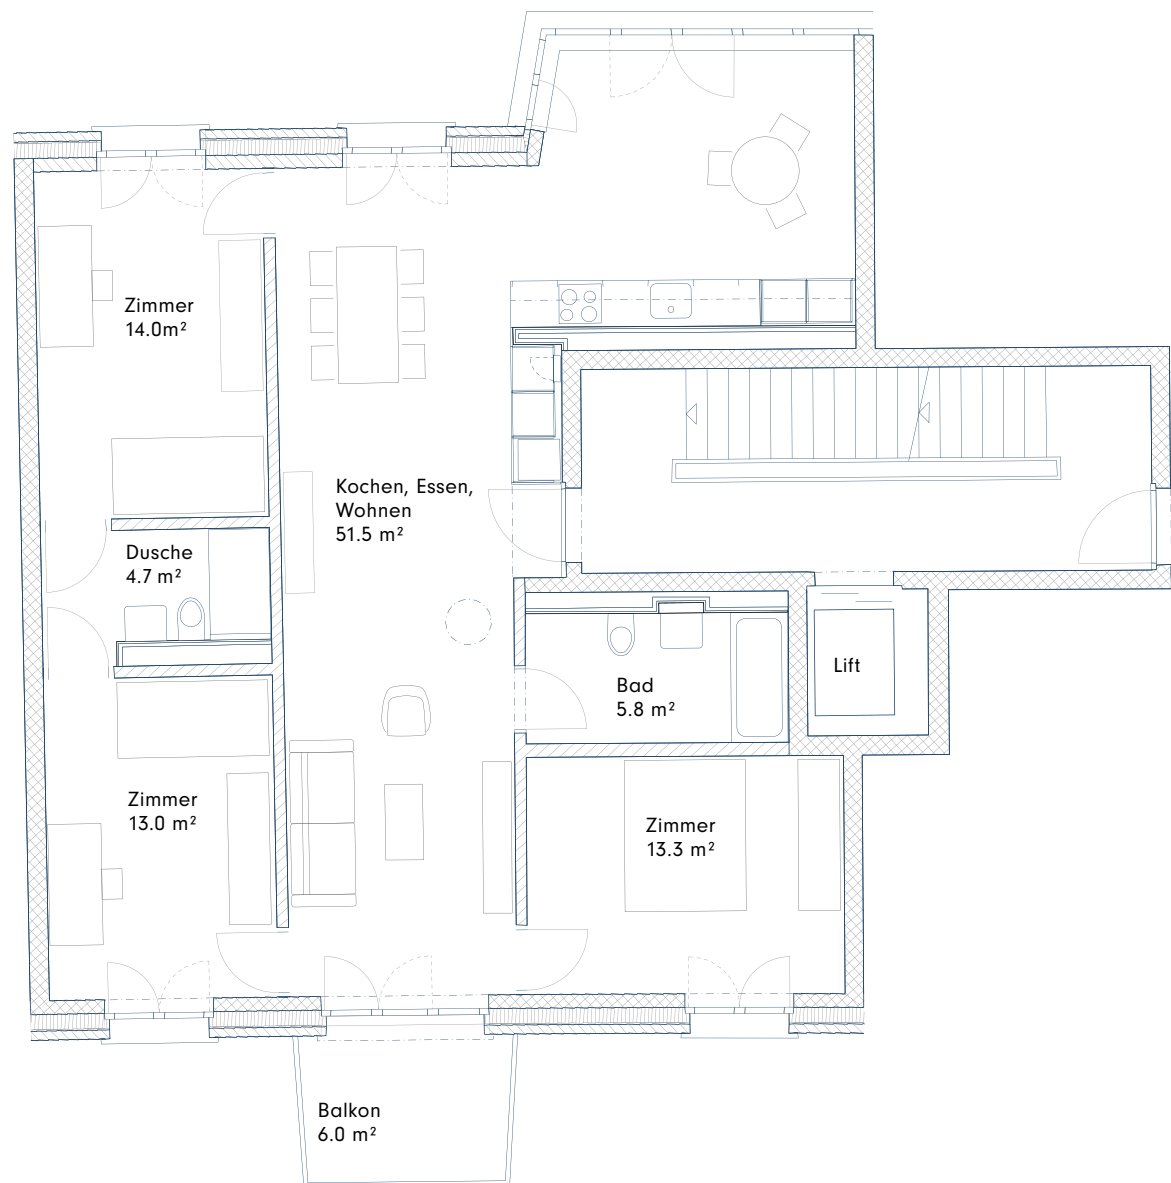 Zimmer
14.0m²
Kochen, Essen,
Wohnen
51.5 m²
Dusche
4.7 m²
Bad
5.8 m²
Lift
Zimmer
13.0 m²
Zimmer
13.3 m²
Balkon
6.0 m²